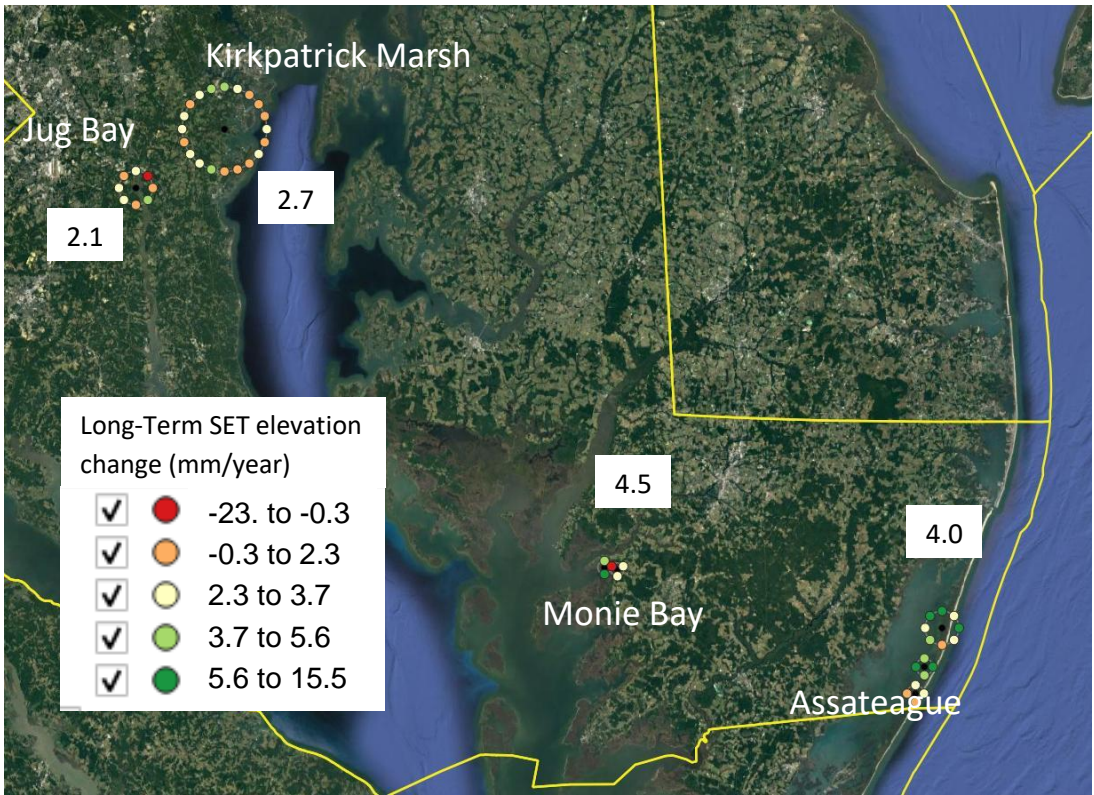 Kirkpatrick Marsh
Jug Bay
2.7
2.1
Long-Term SET elevation
change (mm/year)
-23. to -0.3
-0.3 to 2.3
2.3 to 3.7
3.7 to 5.6
5.6 to 15.5
4.5
4.0
Monie Bay
Assateague